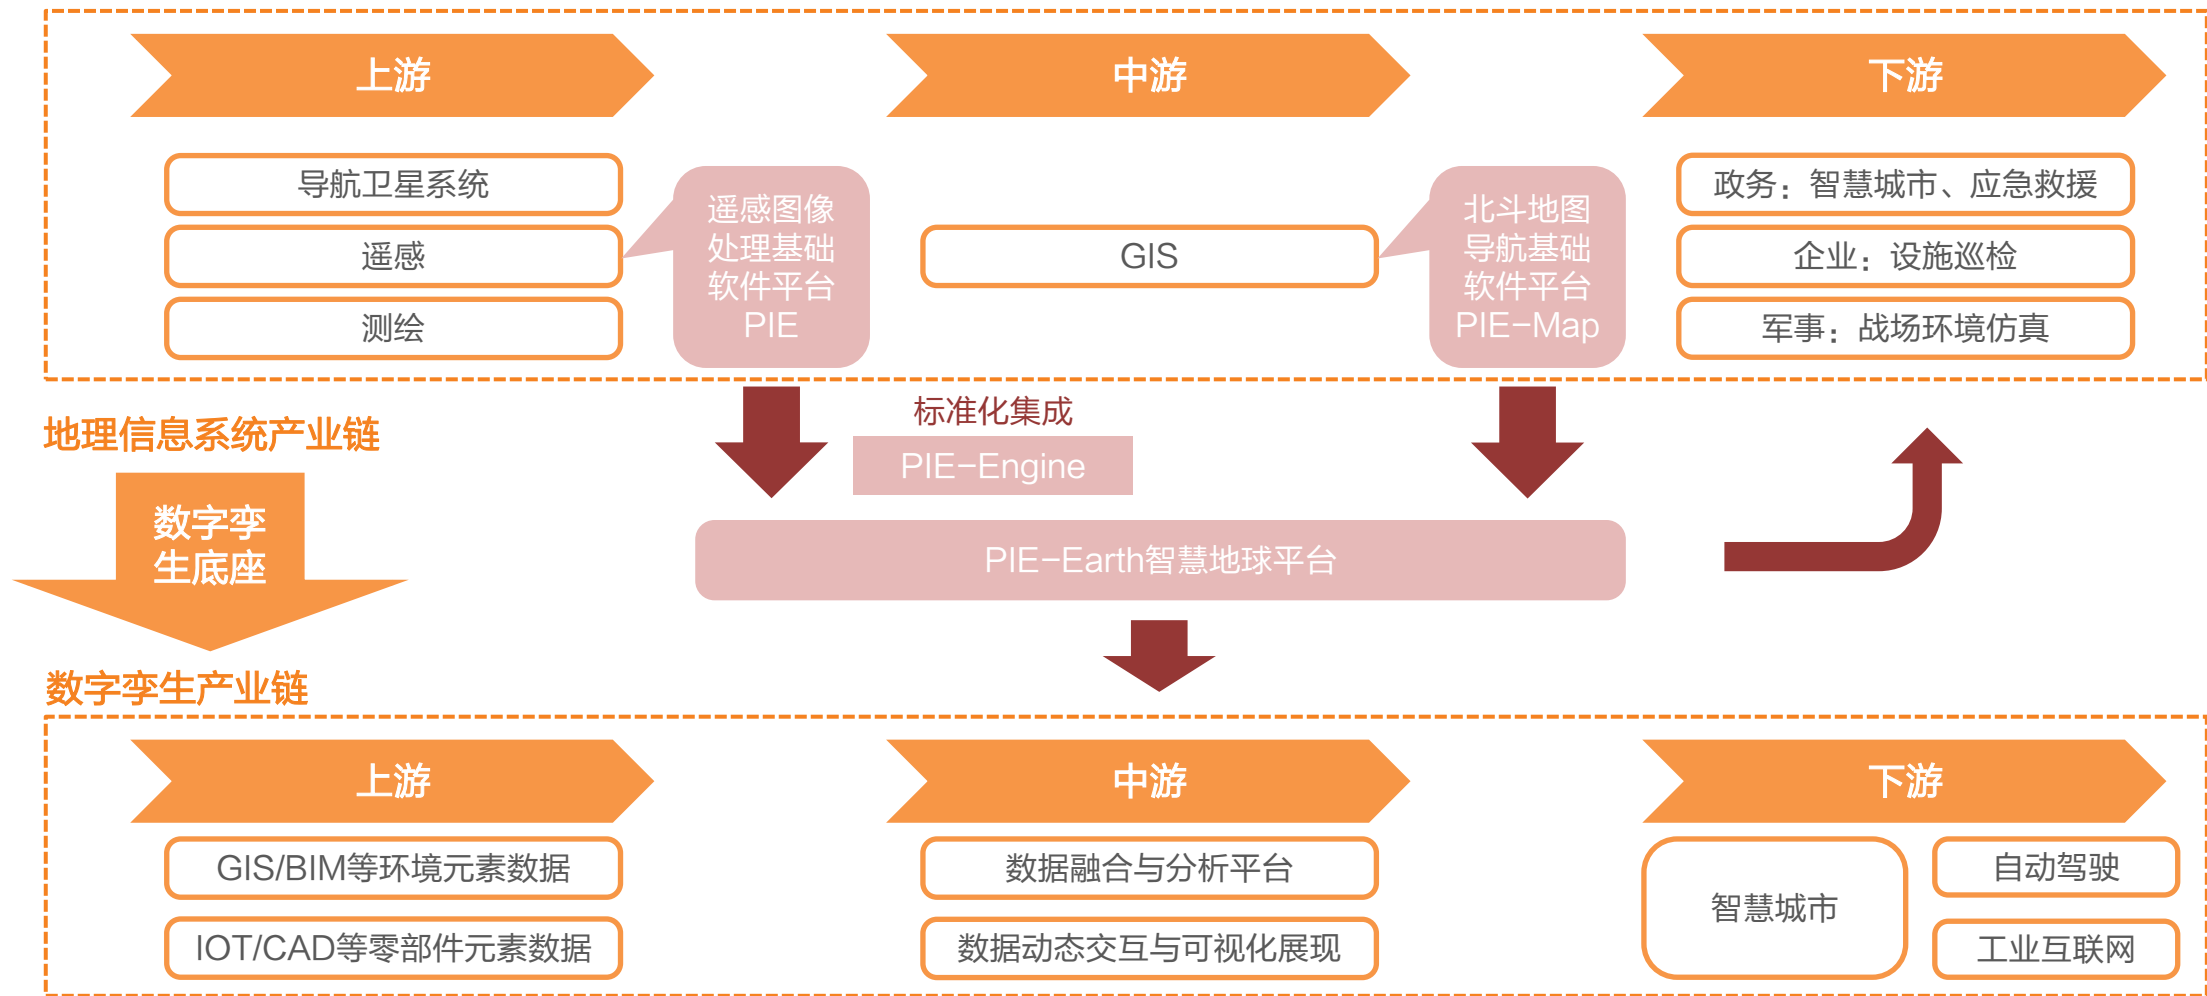 上游
中游
下游
导航卫星系统
遥感
测绘
遥感图像
处理基础
软件平台
PIE
GIS
北斗地图
导航基础
软件平台
PIE-Map
政务：智慧城市、应急救援
企业：设施巡检
军事：战场环境仿真
地理信息系统产业链
标准化集成
PIE-Engine
数字孪
生底座
PIE-Earth智慧地球平台
数字孪生产业链
上游
中游
下游
GIS/BIM等环境元素数据
IOT/CAD等零部件元素数据
数据融合与分析平台
数据动态交互与可视化展现
智慧城市
自动驾驶
工业互联网